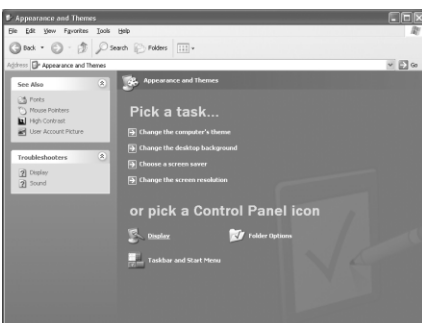 Appearance and Themes
File Edit View Favorites Tools Help
Back Search Folders
Address Appearance and Themes Go
See Also
Fonts
Mouse Pointers
High Contrast
User Account Picture
Troubleshooters
Display
Sound
Appearance and Themes
Pick a task...
Change the computer's theme
Change the desktop background
Choose a screen saver
Change the screen resolution
or pick a Control Panel icon
Display Folder Options
Taskbar and Start Menu